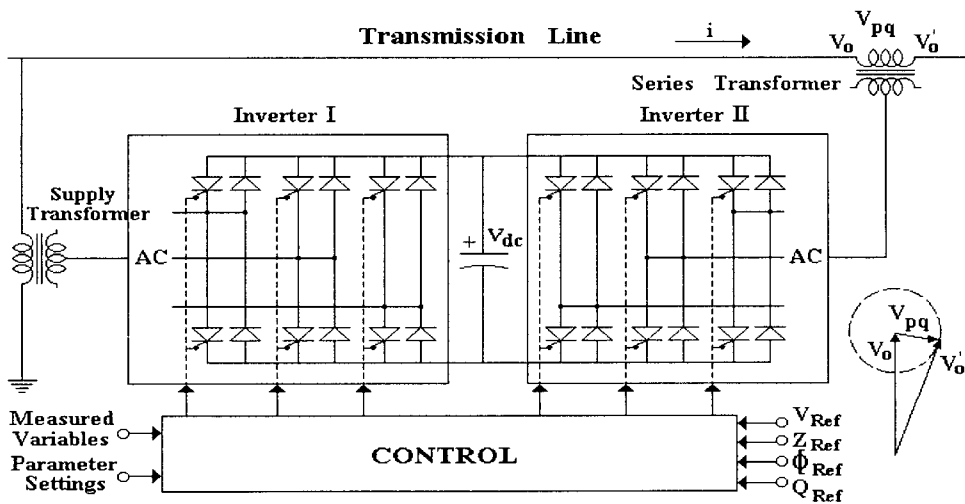 Transmission Line
i
V_pq
V_o
V_o'
Series Transformer
Inverter I
Inverter II
Supply
Transformer
AC
+
V_dc
AC
V_pq
V_o
V_o'
Measured
Variables
Parameter
Settings
CONTROL
V_Ref
Z_Ref
ϕ_Ref
Q_Ref